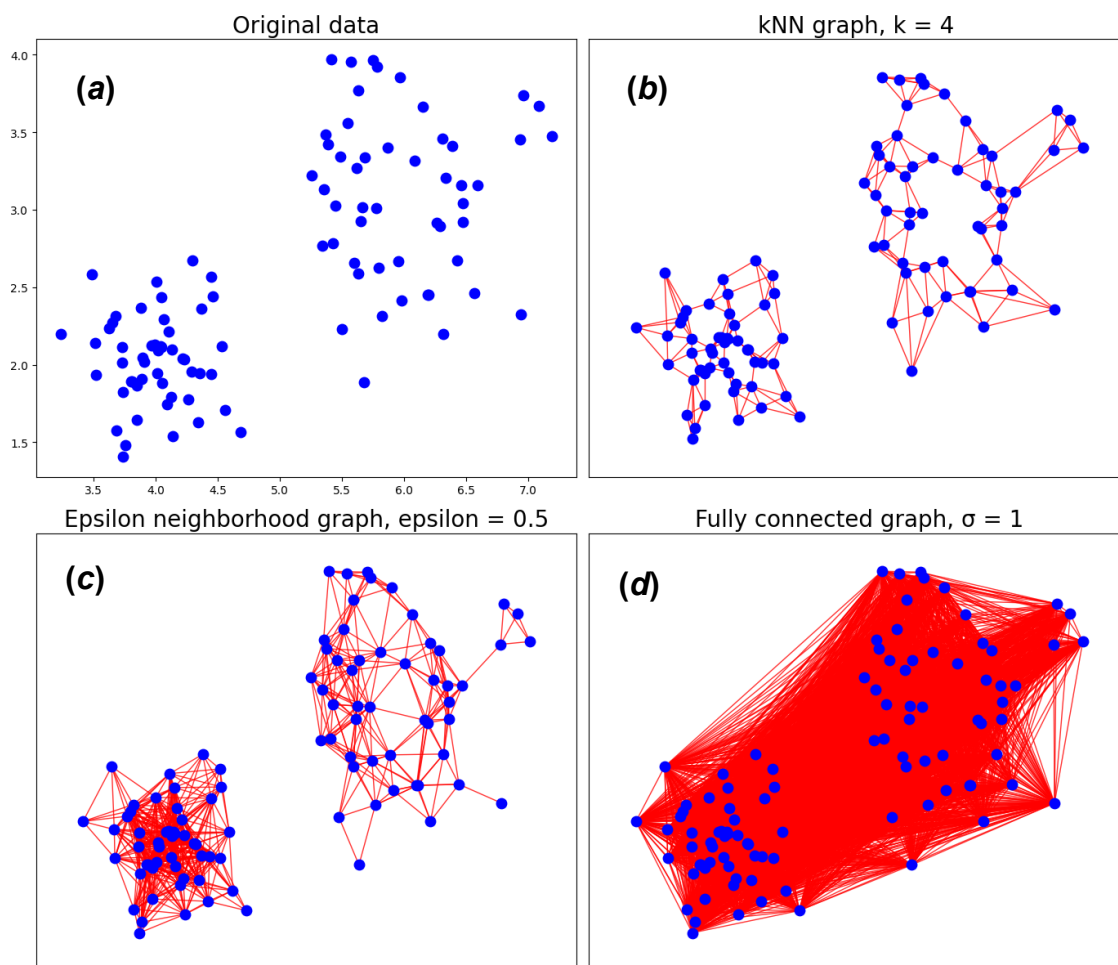 Original data
kNN graph, k = 4
(a)
(b)
4.0
3.5
3.0
2.5
2.0
1.5
3.5 4.0 4.5 5.0 5.5 6.0 6.5 7.0
Epsilon neighborhood graph, epsilon = 0.5
Fully connected graph, σ = 1
(c)
(d)